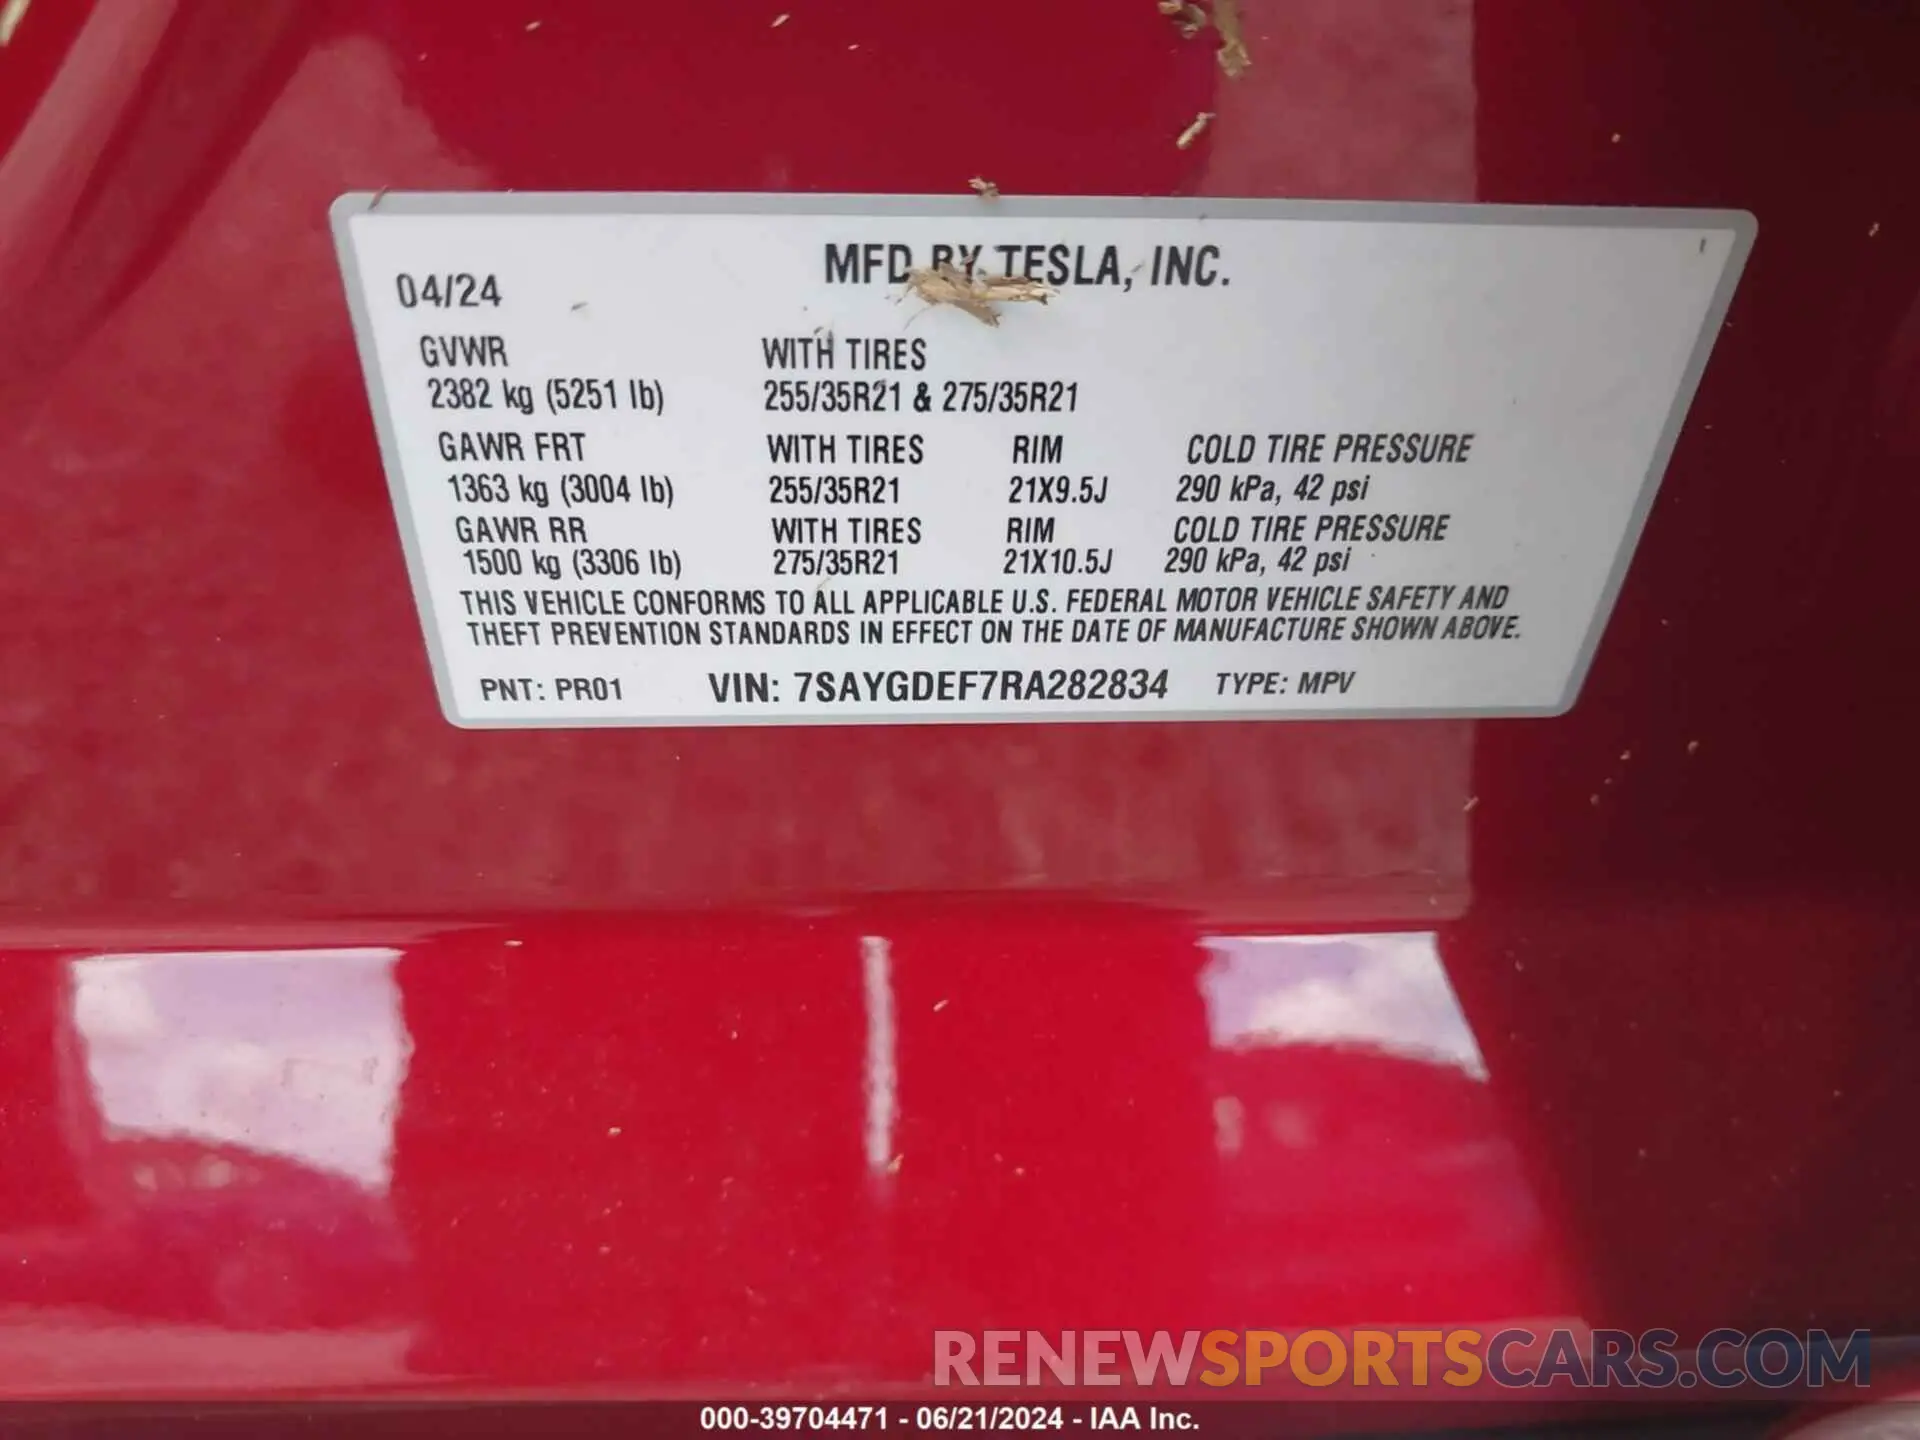 MFD BY TESLA, INC.
04/24
GVWR WITH TIRES
2382 kg (5251 lb) 255/35R21 & 275/35R21
GAWR FRT WITH TIRES RIM COLD TIRE PRESSURE
1363 kg (3004 lb) 255/35R21 21X9.5J 290 kPa, 42 psi
GAWR RR WITH TIRES RIM COLD TIRE PRESSURE
1500 kg (3306 lb) 275/35R21 21X10.5J 290 kPa, 42 psi
THIS VEHICLE CONFORMS TO ALL APPLICABLE U.S. FEDERAL MOTOR VEHICLE SAFETY AND
THEFT PREVENTION STANDARDS IN EFFECT ON THE DATE OF MANUFACTURE SHOWN ABOVE.
PNT: PR01 VIN: 7SAYGDEF7RA282834 TYPE: MPV
RENEWSPORTSCARS.COM
000-39704471 - 06/21/2024 - IAA Inc.